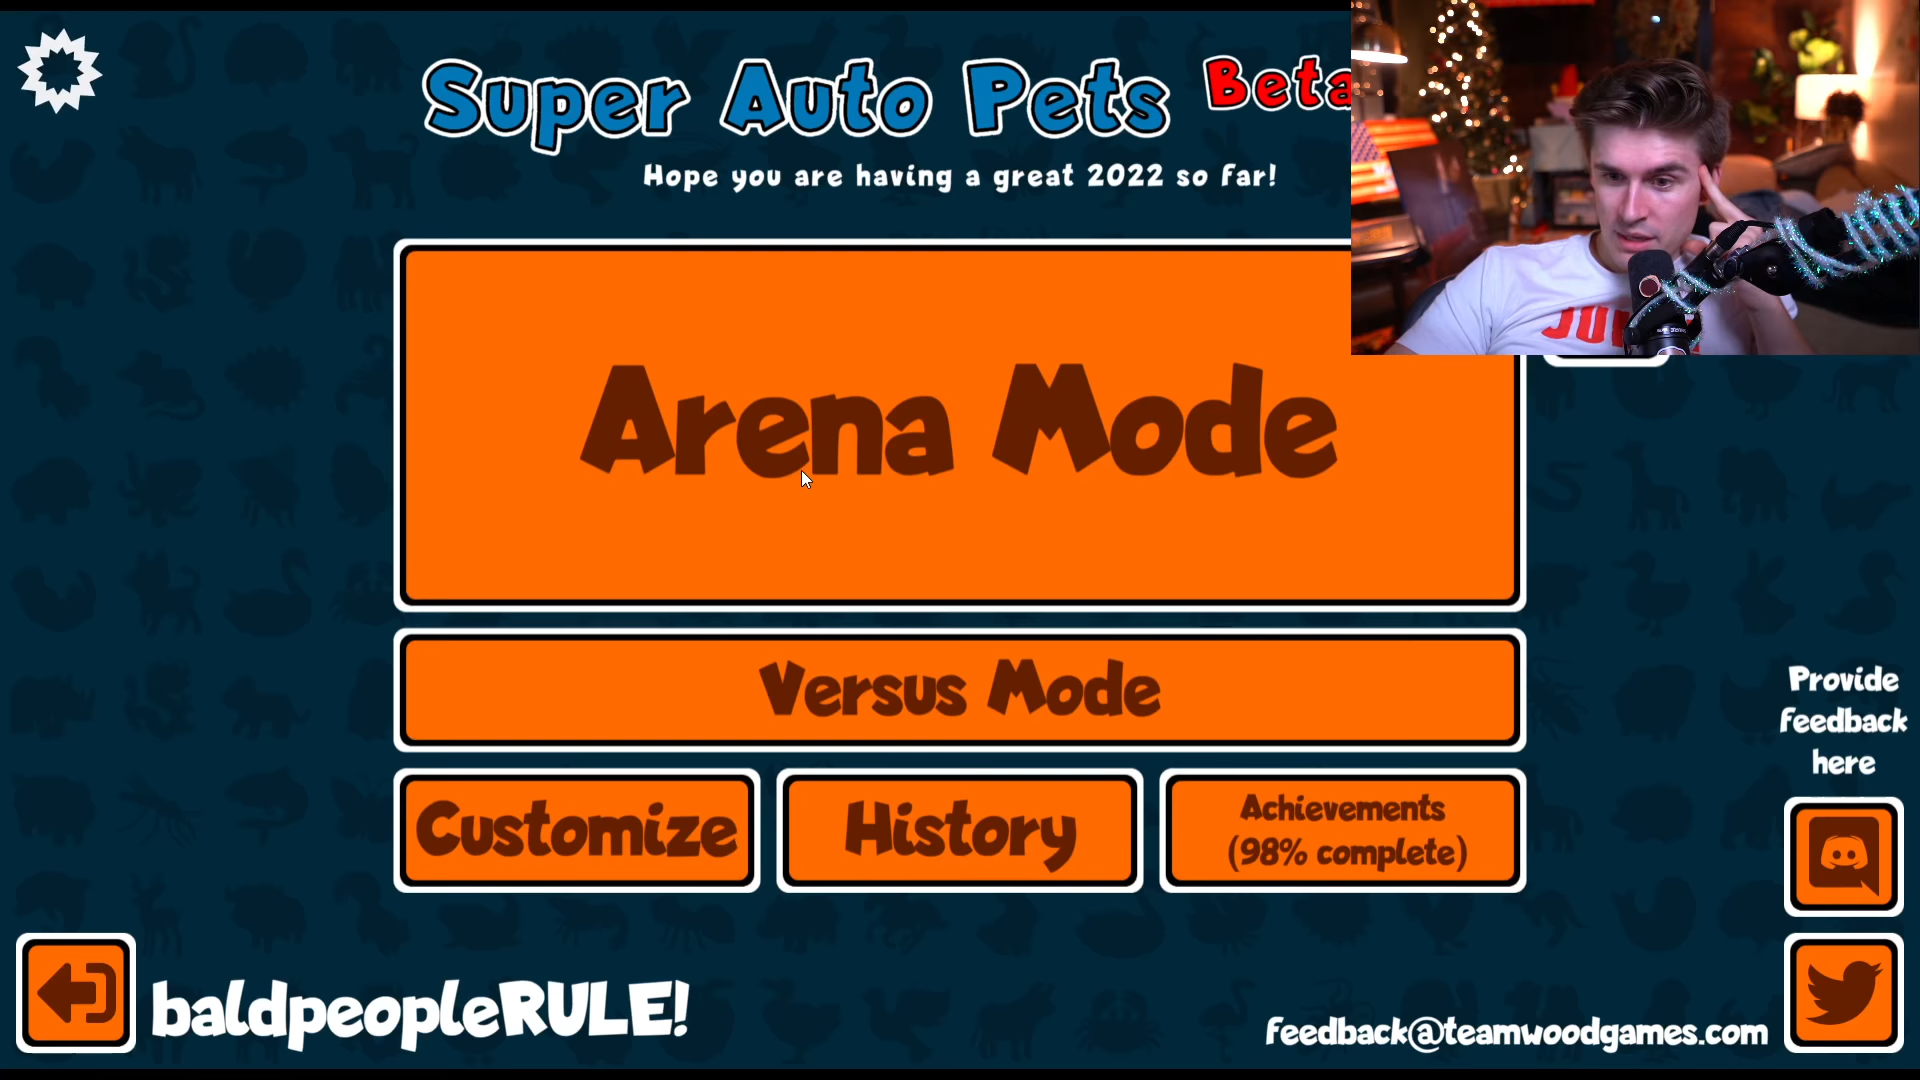 Super Auto Pets Beta
Hope you are having a great 2022 so far!
Arena Mode
Versus Mode
Customize
History
Achievements
(98% complete)
Provide
feedback
here
baldpeopleRULE!
feedback@teamwoodgames.com